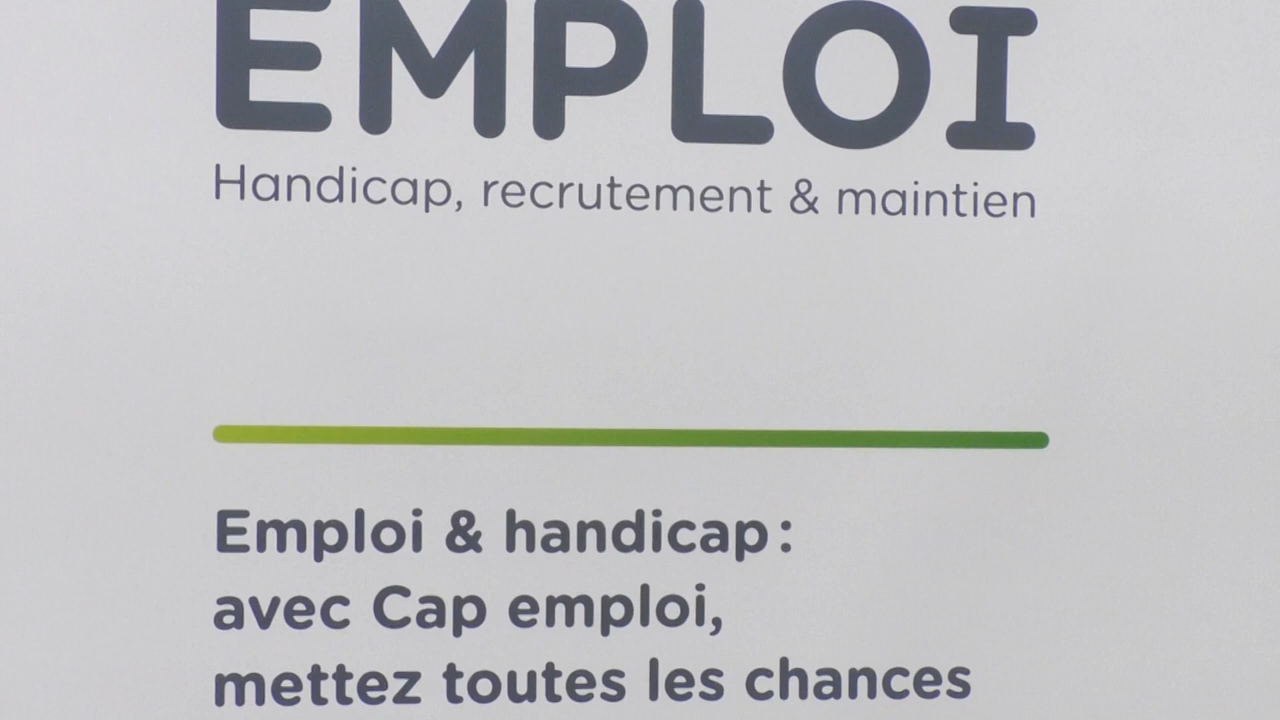 EMPLOI
Handicap, recrutement & maintien
Emploi & handicap :
avec Cap emploi,
mettez toutes les chances